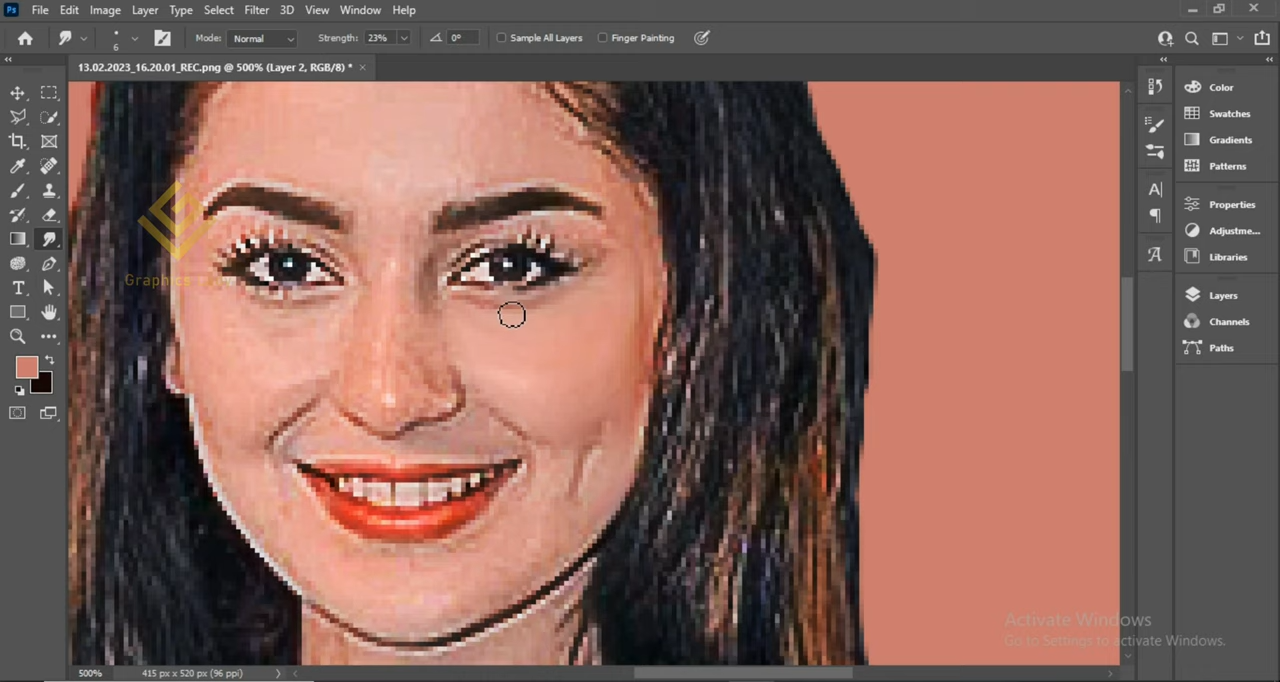 Ps File Edit Image Layer Type Select Filter 3D View Window Help
6 Mode: Normal Strength: 23% 0° Sample All Layers Finger Painting
13.02.2023_16.20.01_REC.png @ 500% (Layer 2, RGB/8) *
Color
Swatches
Gradients
Patterns
Properties
Adjustme...
Libraries
Layers
Channels
Paths
Graphics
Activate Windows
Go to Settings to activate Windows.
500% 415 px x 520 px (96 ppi)